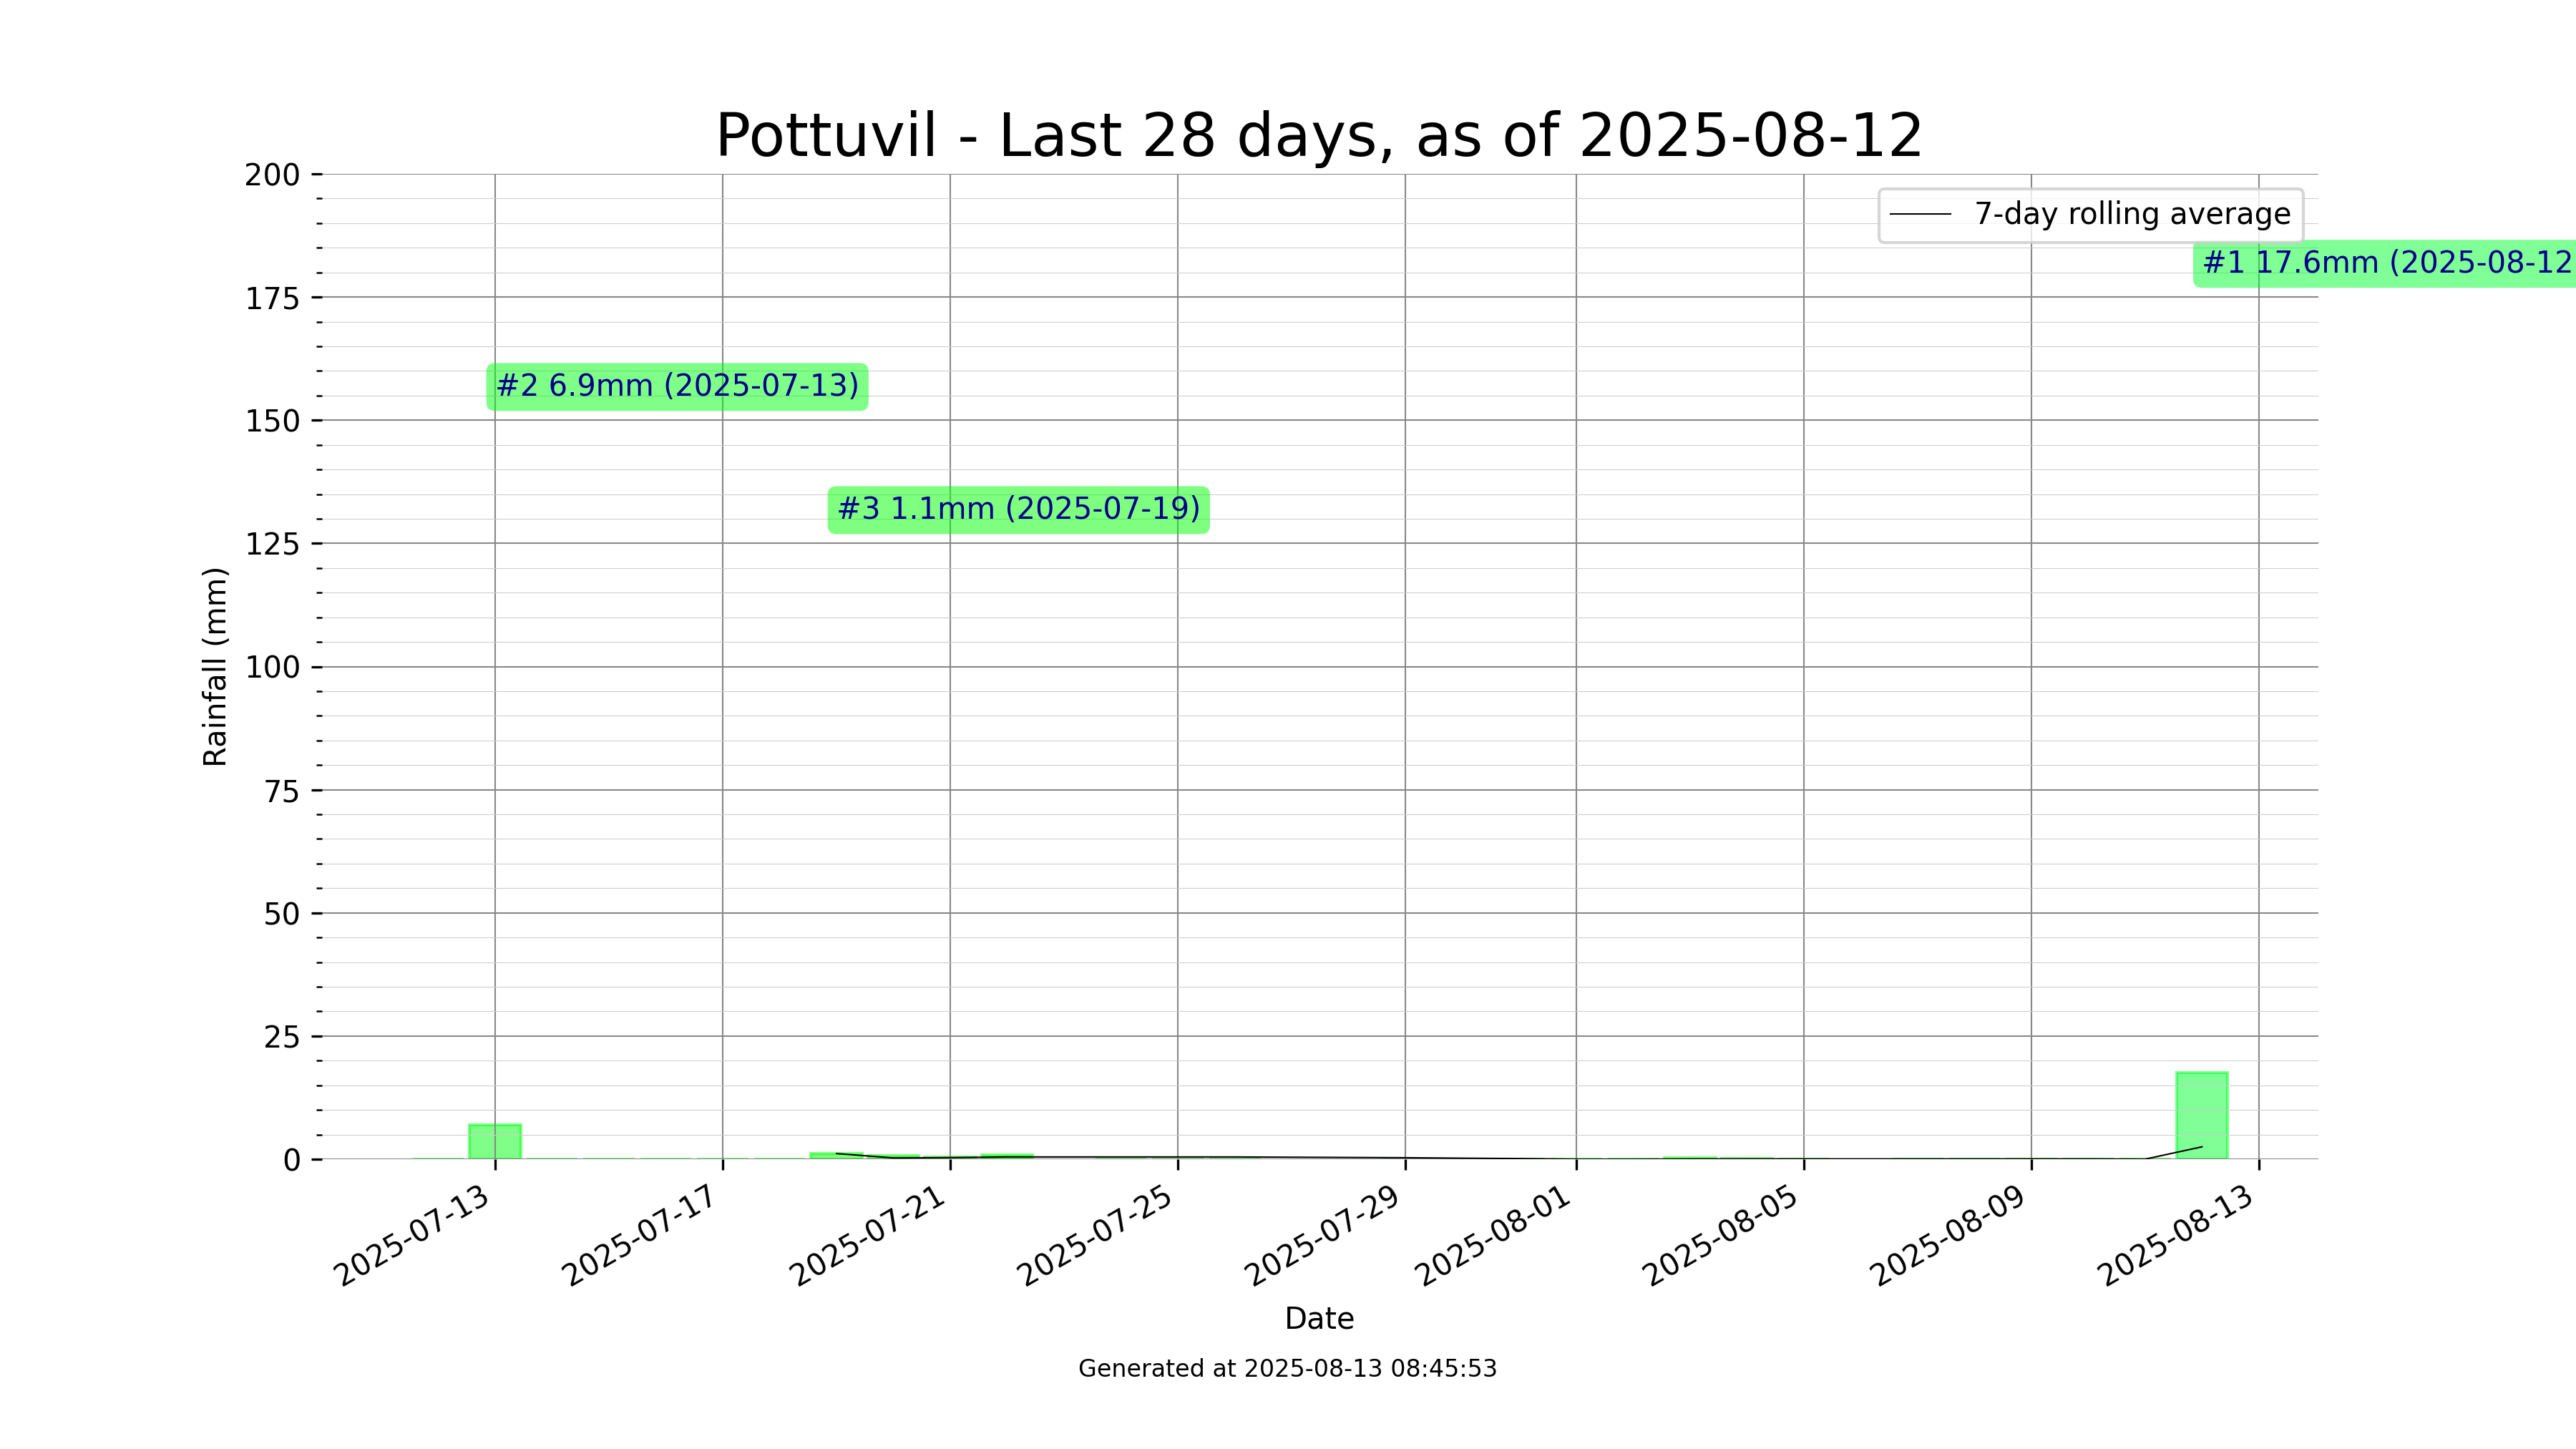 Pottuvil - Last 28 days, as of 2025-08-12
200
175
150
125
100
75
50
25
0
Rainfall (mm)
7-day rolling average
#1 17.6mm (2025-08-12
#2 6.9mm (2025-07-13)
#3 1.1mm (2025-07-19)
2025-07-13
2025-07-17
2025-07-21
2025-07-25
2025-07-29
2025-08-01
2025-08-05
2025-08-09
2025-08-13
Date
Generated at 2025-08-13 08:45:53